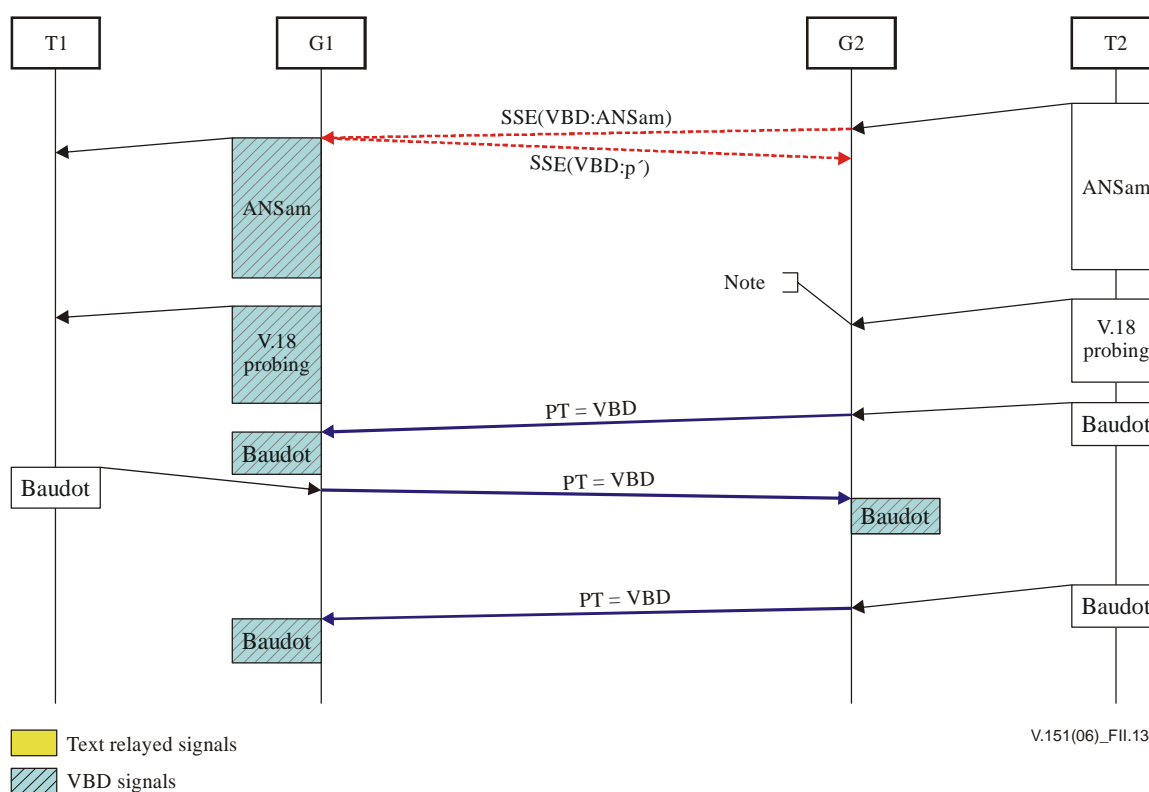 T1
G1
G2
T2
SSE(VBD:ANSam)
SSE(VBD:p´)
ANSam
ANSam
Note
V.18
probing
V.18
probing
PT = VBD
Baudot
Baudot
Baudot
PT = VBD
Baudot
PT = VBD
Baudot
Baudot
Text relayed signals
V.151(06)_FII.13
VBD signals